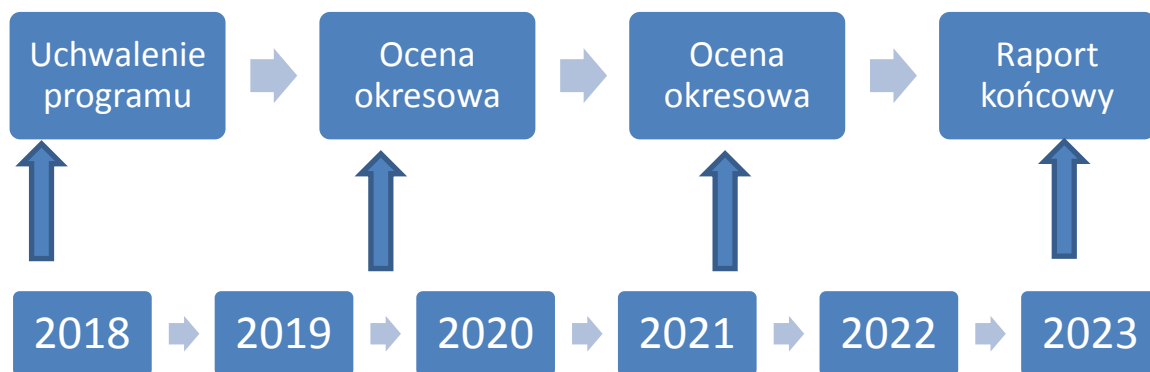 Uchwalenie
programu
Ocena
okresowa
Ocena
okresowa
Raport
końcowy
2018
2019
2020
2021
2022
2023